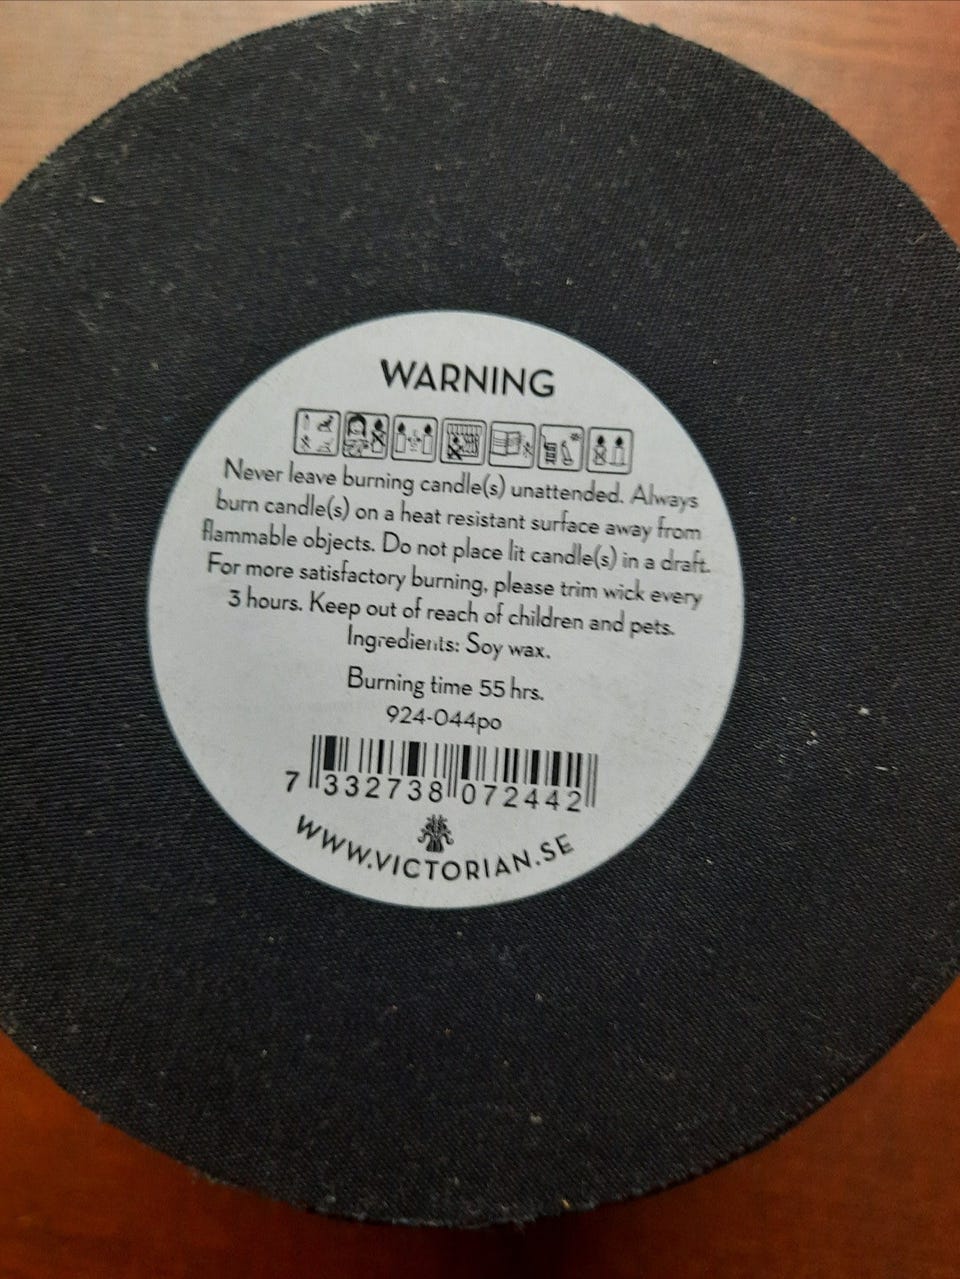 WARNING
Never leave burning candle(s) unattended. Always
burn candle(s) on a heat resistant surface away from
flammable objects. Do not place lit candle(s) in a draft.
For more satisfactory burning, please trim wick every
3 hours. Keep out of reach of children and pets.
Ingredients: Soy wax.
Burning time 55 hrs.
924-044po
7 332738 072442
WWW.VICTORIAN.SE